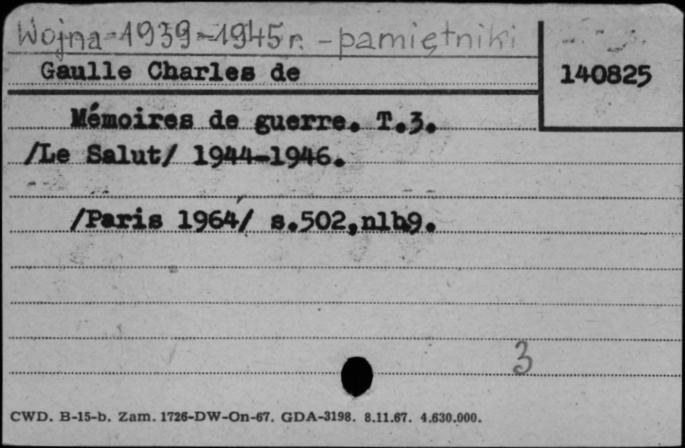 Wojna-1939-1945r. - pamiętniki
Gaulle Charles de
140825
Mémoires de guerre. T.3.
/Le Salut/ 1944-1946.
/Paris 1964/ s.502,nlb9.
3
CWD. B-15-b. Zam. 1726-DW-On-67. GDA-3198. 8.11.67. 4.630.000.